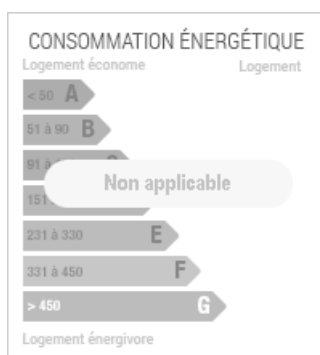 CONSOMMATION ÉNERGÉTIQUE
Logement économe Logement
< 50 A
51 à 90 B
91 à
Non applicable
151
231 à 330 E
331 à 450 F
> 450 G
Logement énergivore